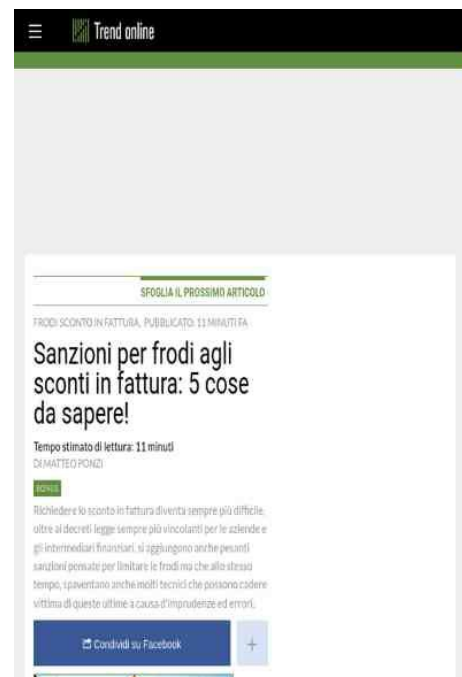 Trend online
SFOGLIA IL PROSSIMO ARTICOLO
FRODI SCONTO IN FATTURA, PUBBLICATO: 11 MINUTI FA
Sanzioni per frodi agli
sconti in fattura: 5 cose
da sapere!
Tempo stimato di lettura: 11 minuti
DI MATTEO PONZI
BONUS
Richiedere lo sconto in fattura diventa sempre più difficile,
oltre ai decreti legge sempre più vincolanti per le aziende e
gli intermediari finanziari, si aggiungono anche pesanti
sanzioni pensate per limitare le frodi ma che allo stesso
tempo, spaventano anche molti tecnici che possono cadere
vittima di queste ultime a causa d'imprudenze ed errori.
Condividi su Facebook
+